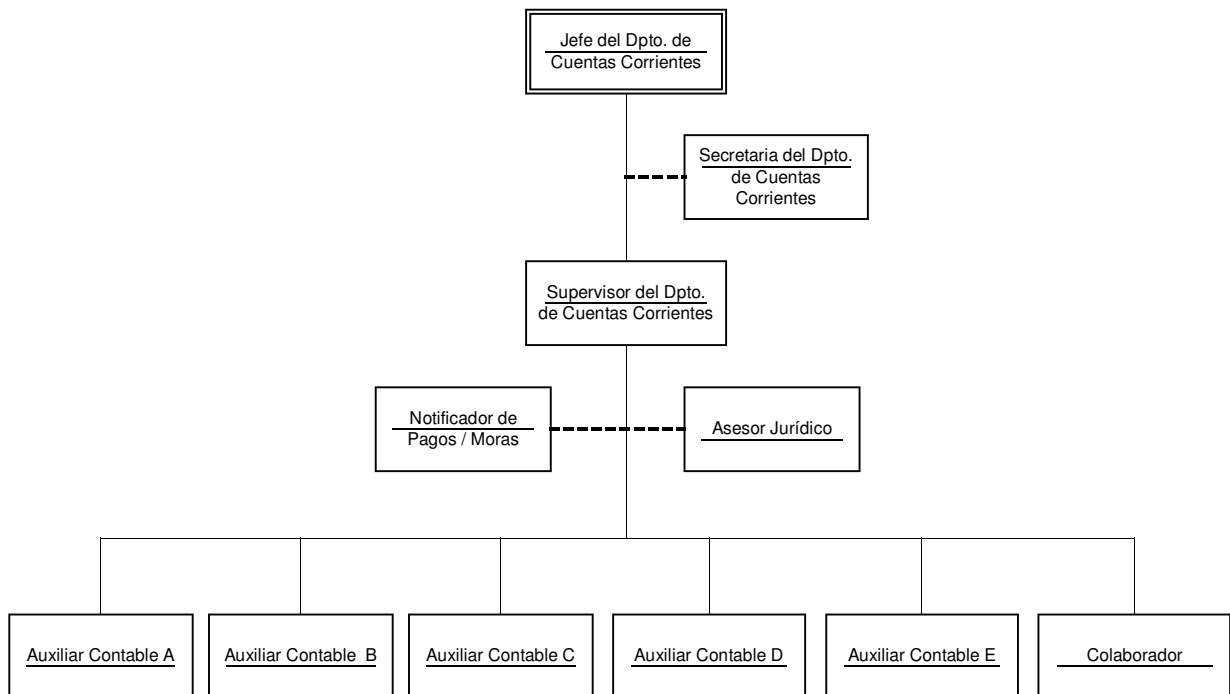 Jefe del Dpto. de
Cuentas Corrientes
Secretaria del Dpto.
de Cuentas
Corrientes
Supervisor del Dpto.
de Cuentas Corrientes
Notificador de
Pagos / Moras
Asesor Jurídico
Auxiliar Contable A
Auxiliar Contable B
Auxiliar Contable C
Auxiliar Contable D
Auxiliar Contable E
Colaborador